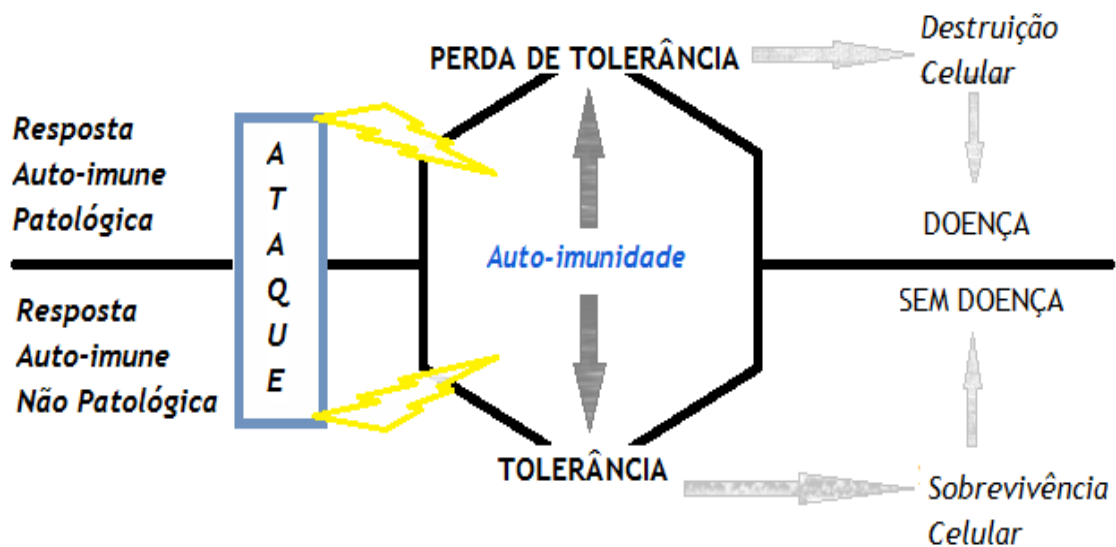 PERDA DE TOLERÂNCIA
Destruição
Celular
Resposta
Auto-imune
Patológica
A
T
A
Q
U
E
DOENÇA
Auto-imunidade
Resposta
Auto-imune
Não Patológica
SEM DOENÇA
TOLERÂNCIA
Sobrevivência
Celular